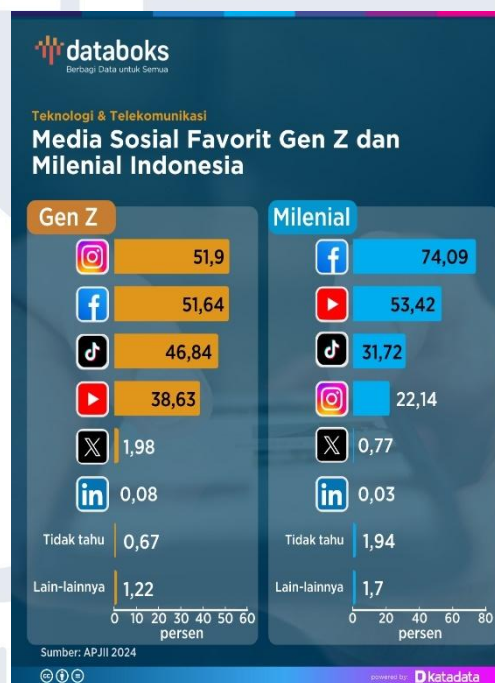 databoks
Berbagi Data untuk Semua
Teknologi & Telekomunikasi
Media Sosial Favorit Gen Z dan
Milenial Indonesia
Gen Z
51,9
51,64
46,84
38,63
1,98
in 0,08
Tidak tahu 0,67
Lain-lainnya 1,22
0 10 20 30 40 50 60
persen
Milenial
74,09
53,42
31,72
22,14
0,77
in 0,03
Tidak tahu 1,94
Lain-lainnya 1,7
0 20 40 60 80
persen
Sumber: APJII 2024
powered by: Dkatadata